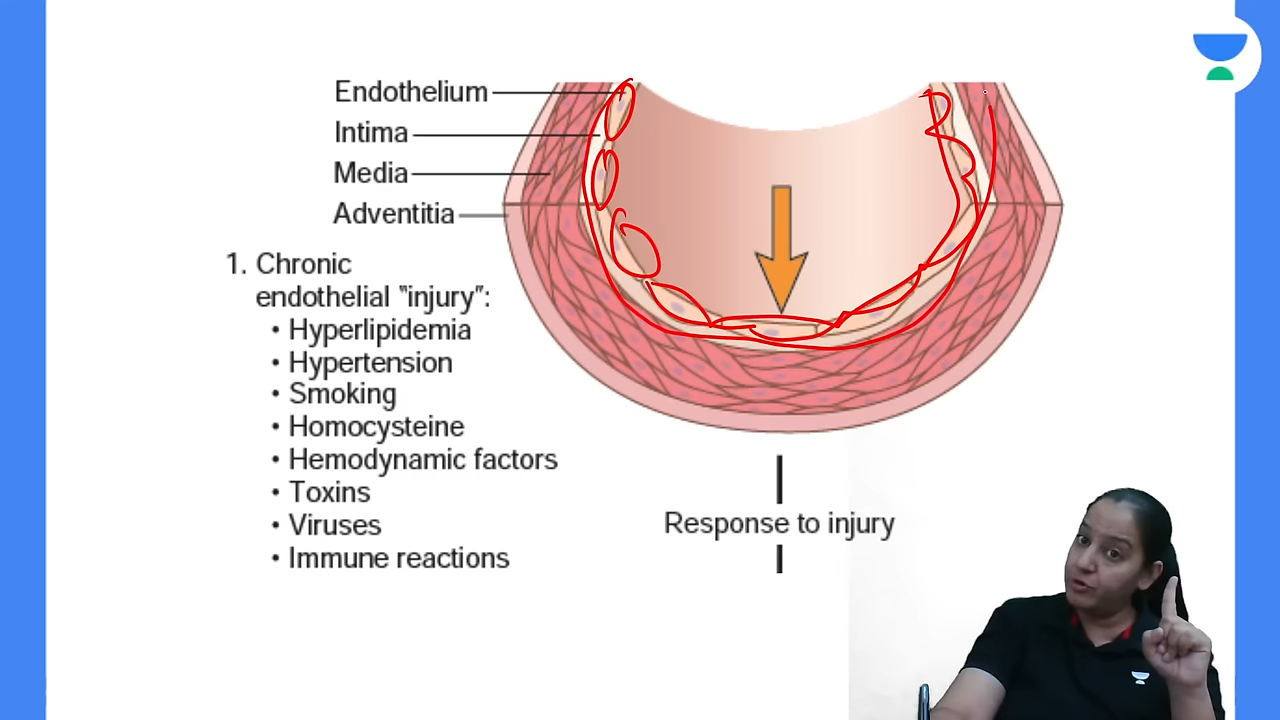 Endothelium
Intima
Media
Adventitia
1. Chronic
endothelial "injury":
• Hyperlipidemia
• Hypertension
• Smoking
• Homocysteine
• Hemodynamic factors
• Toxins
• Viruses
• Immune reactions
Response to injury